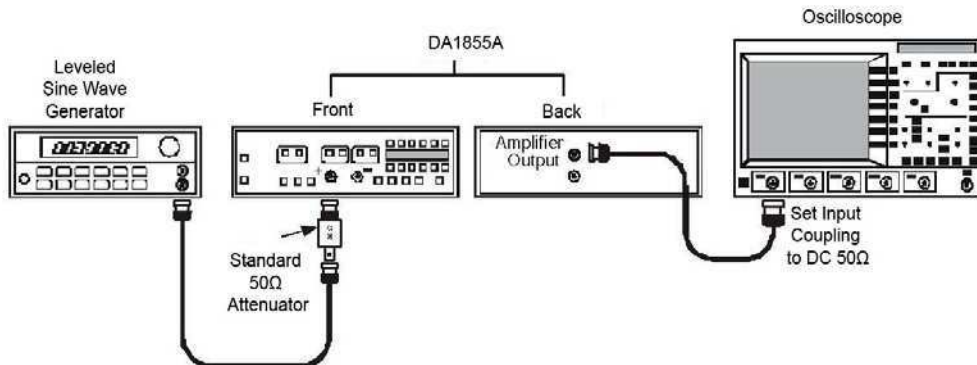 Oscilloscope
DA1855A
Leveled
Sine Wave
Generator
Front
Back
Amplifier
Output
Standard
50Ω
Attenuator
Set Input
Coupling
to DC 50Ω